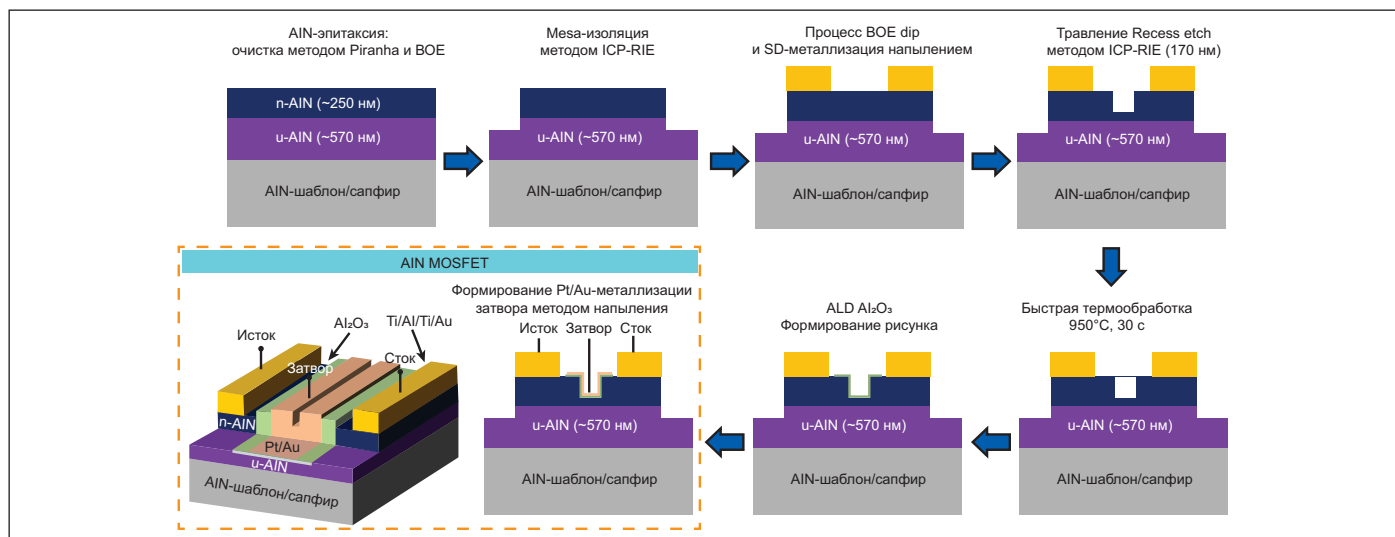 AlN-эпитаксия:
очистка методом Piranha и BOE
n-AlN (~250 нм)
u-AlN (~570 нм)
AlN-шаблон/сапфир
Mesa-изоляция
методом ICP-RIE
u-AlN (~570 нм)
AlN-шаблон/сапфир
Процесс BOE dip
и SD-металлизация напылением
u-AlN (~570 нм)
AlN-шаблон/сапфир
Травление Recess etch
методом ICP-RIE (170 нм)
u-AlN (~570 нм)
AlN-шаблон/сапфир
Быстрая термообработка
950°C, 30 с
u-AlN (~570 нм)
AlN-шаблон/сапфир
ALD Al₂O₃
Формирование рисунка
u-AlN (~570 нм)
AlN-шаблон/сапфир
AlN MOSFET
Формирование Pt/Au-металлизации
затвора методом напыления
Исток Затвор Сток
u-AlN (~570 нм)
AlN-шаблон/сапфир
Исток
Al₂O₃
Ti/Al/Ti/Au
Затвор
Сток
n-AlN
Pt/Au
u-AlN
AlN-шаблон/сапфир